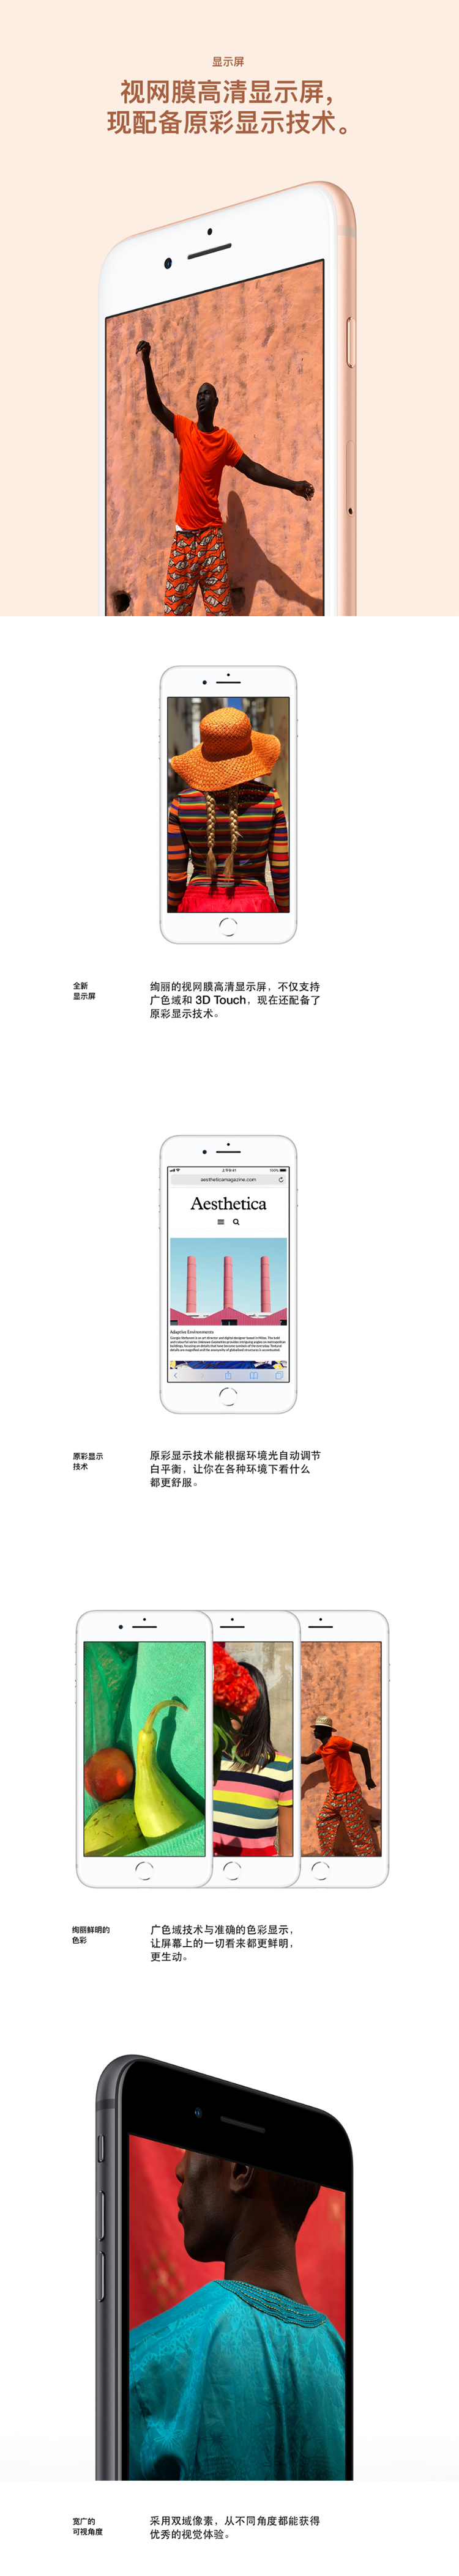 显示屏
视网膜高清显示屏，
现配备原彩显示技术。
全新
显示屏
绚丽的视网膜高清显示屏，不仅支持
广色域和 3D Touch，现在还配备了
原彩显示技术。
上午9:41
100%
aestheticamagazine.com
Aesthetica
Adaptive Environments
原彩显示
技术
原彩显示技术能根据环境光自动调节
白平衡，让你在各种环境下看什么
都更舒服。
绚丽鲜明的
色彩
广色域技术与准确的色彩显示，
让屏幕上的一切看来都更鲜明，
更生动。
宽广的
可视角度
采用双域像素，从不同角度都能获得
优秀的视觉体验。